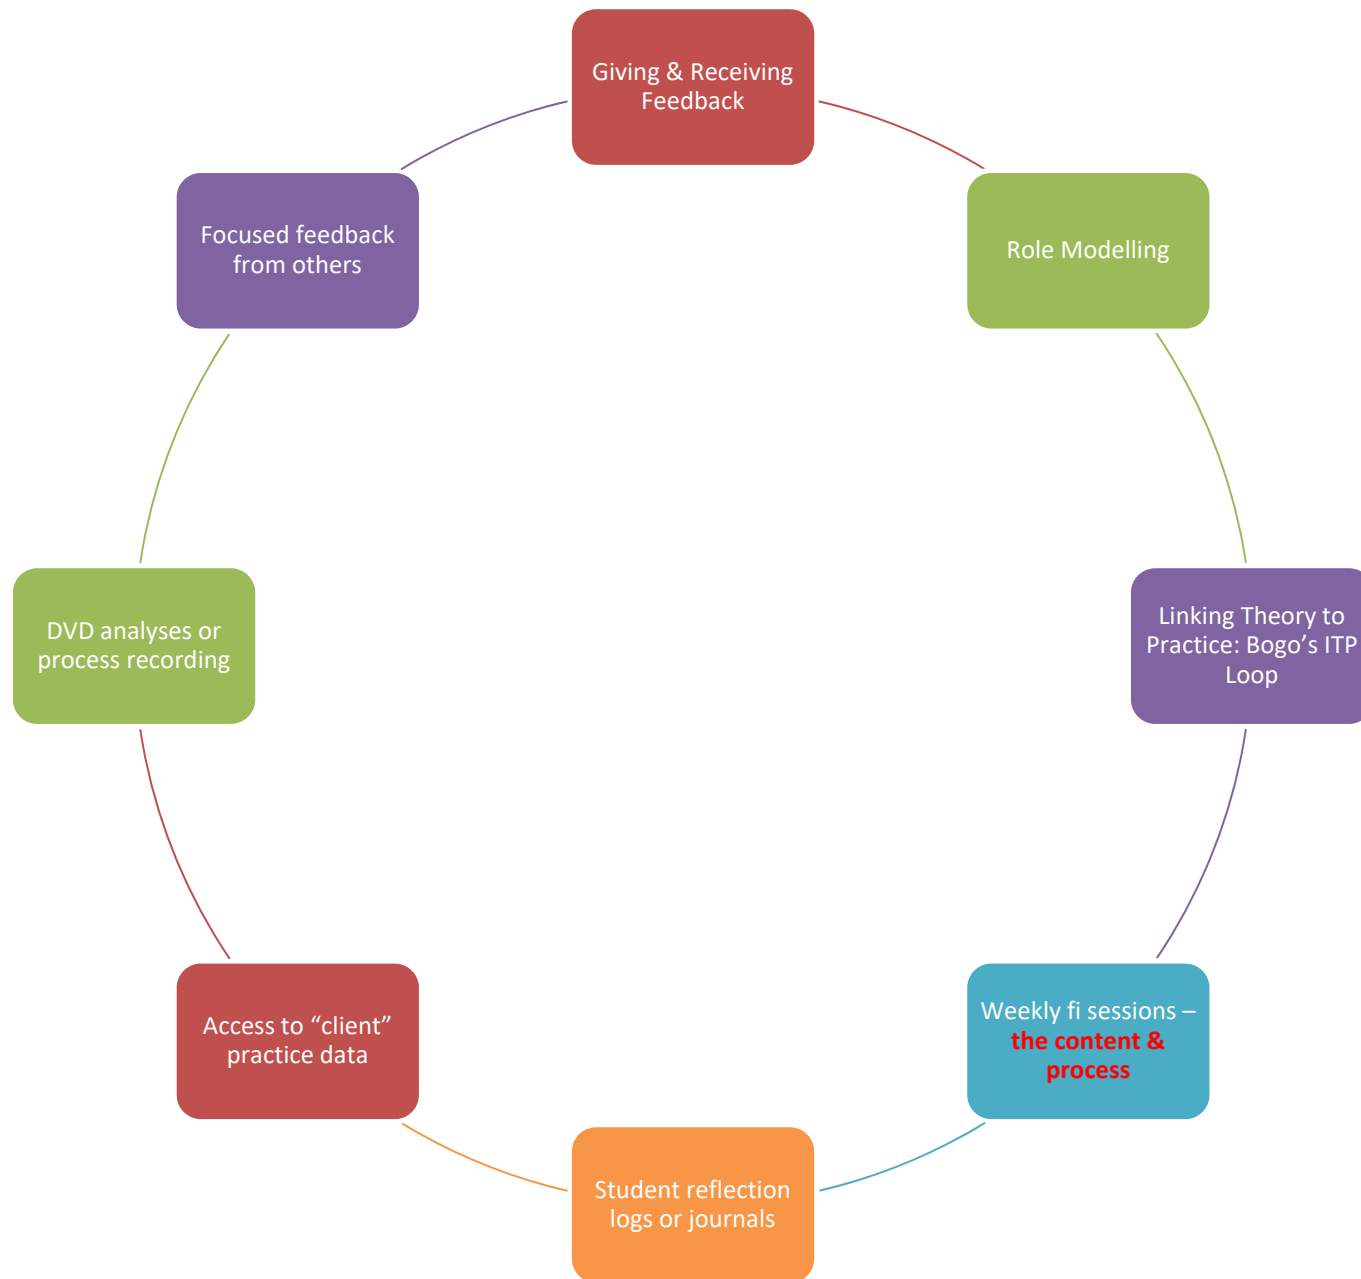 Giving & Receiving
Feedback
Role Modelling
Linking Theory to
Practice: Bogo’s ITP
Loop
Weekly fi sessions –
the content &
process
Student reflection
logs or journals
Access to “client”
practice data
DVD analyses or
process recording
Focused feedback
from others